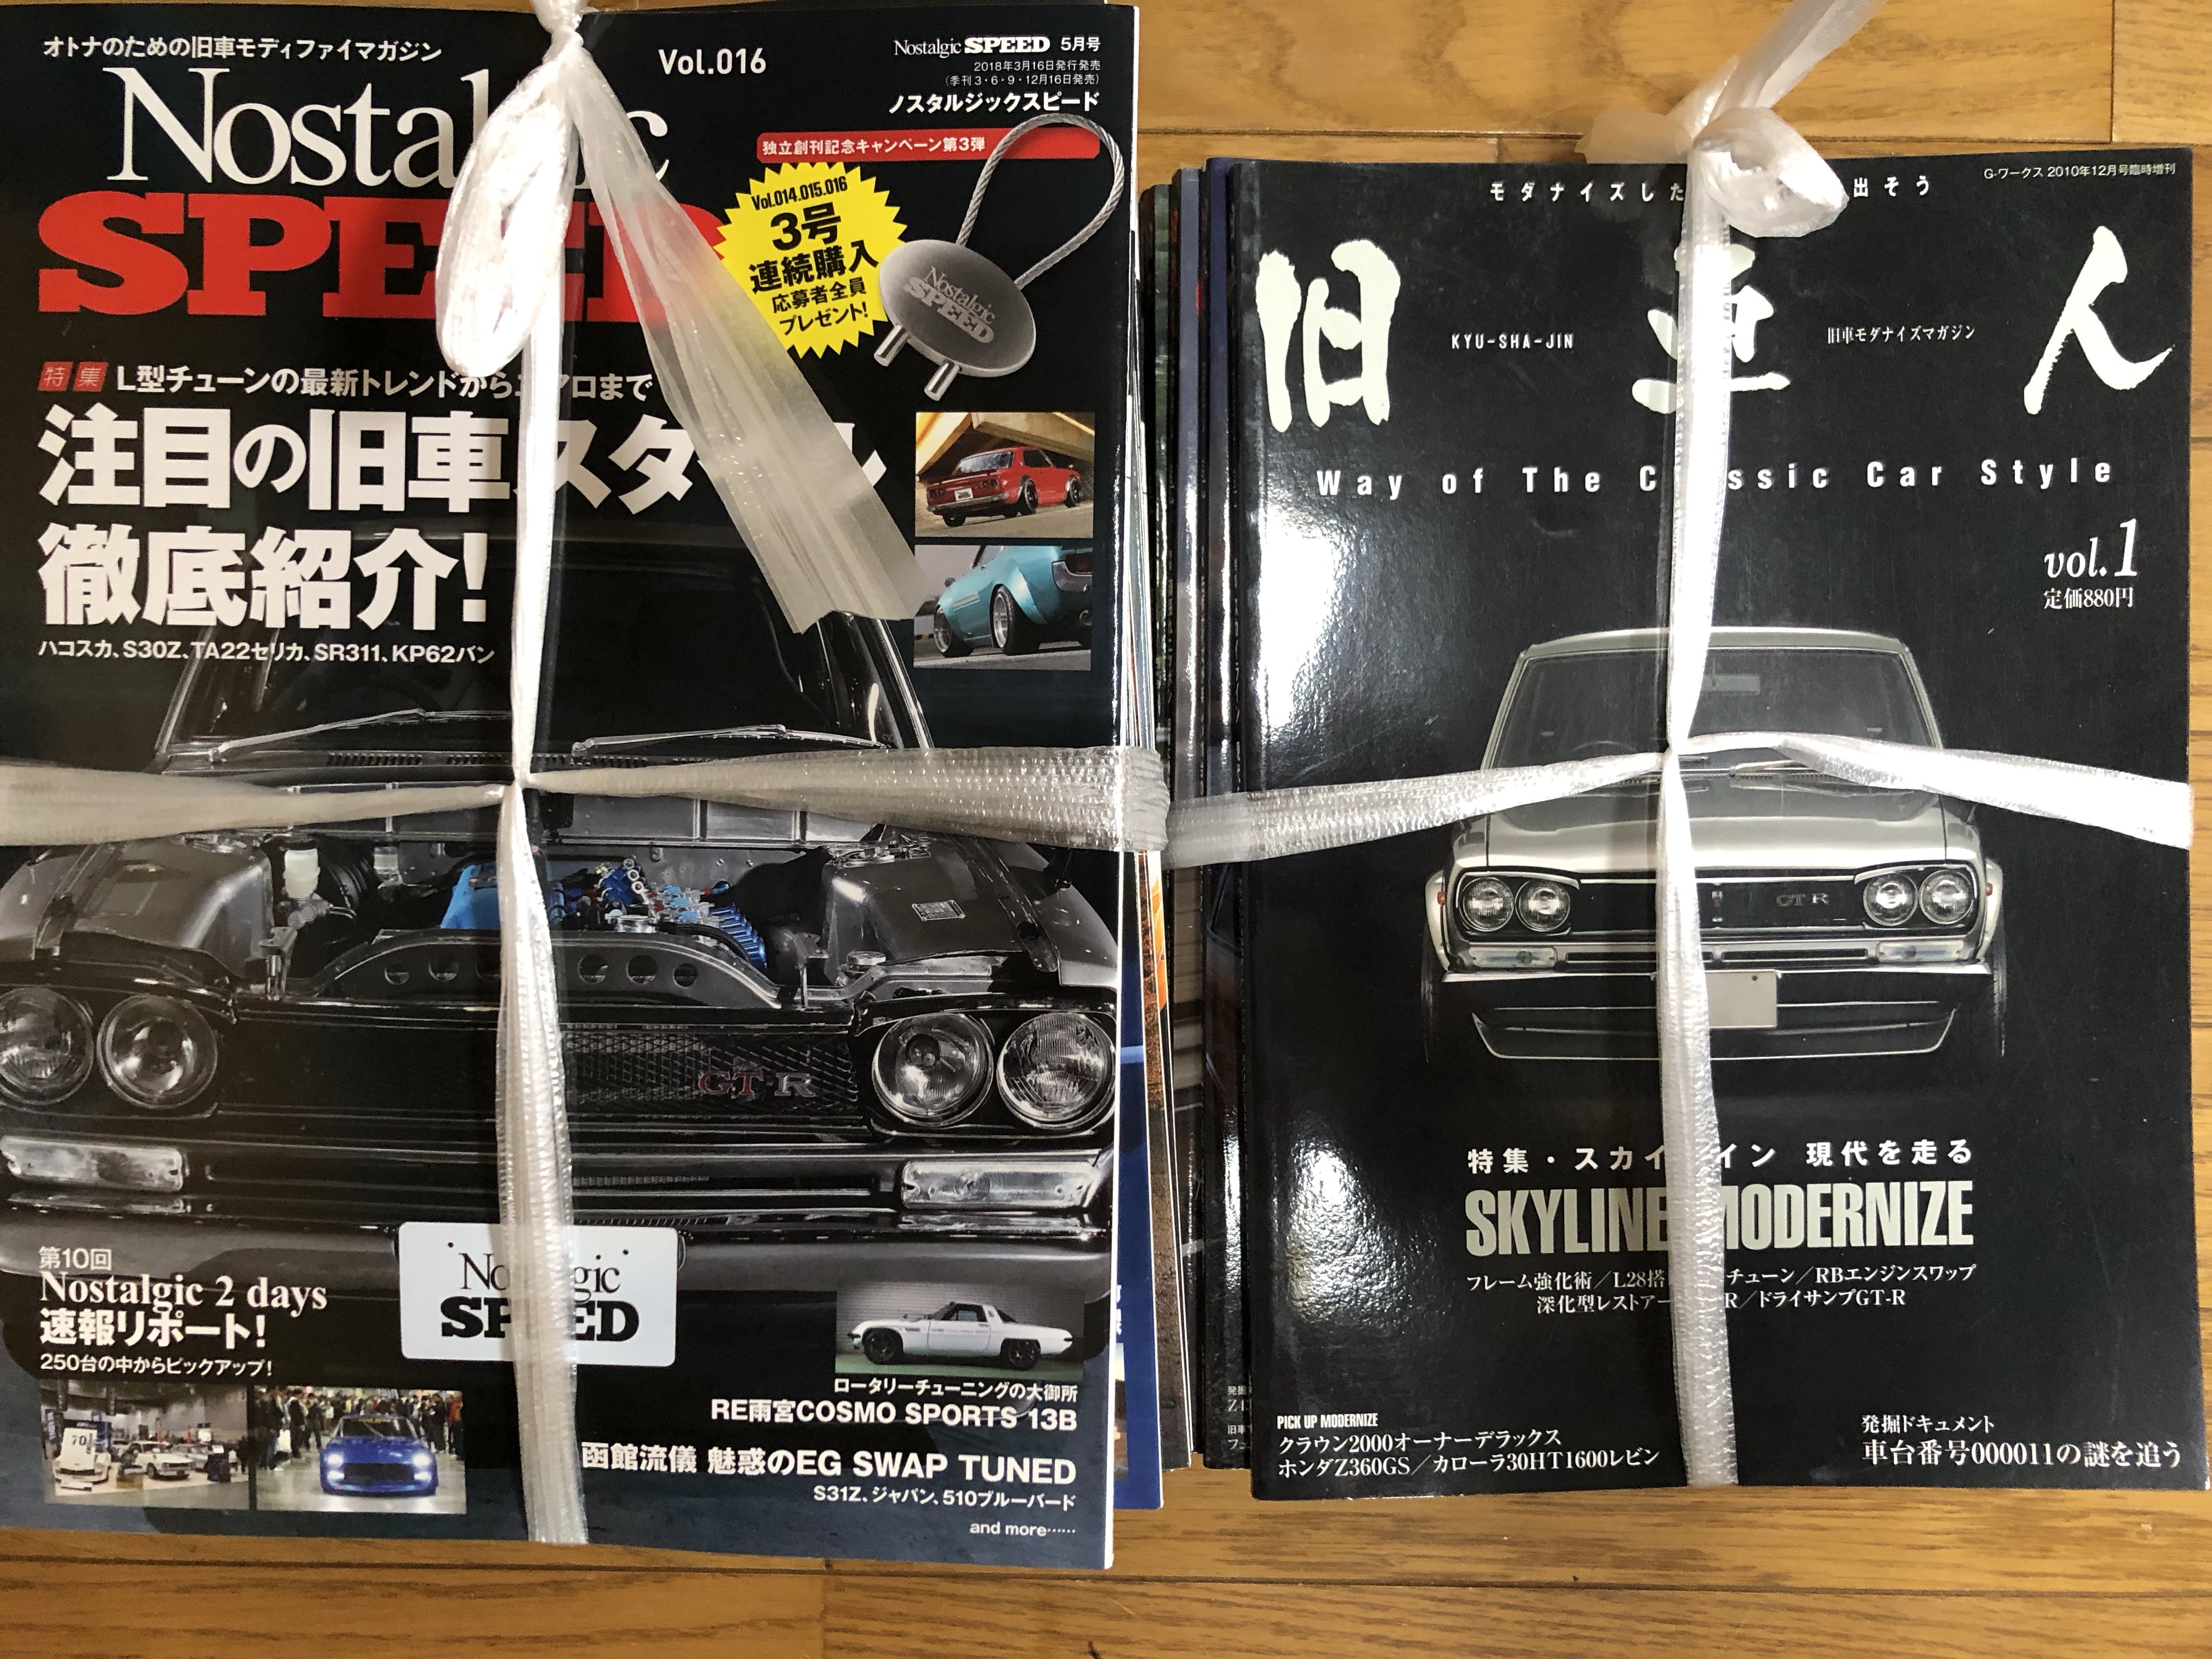 オトナのための旧車モディファイマガジン
Vol.016
Nostalgic SPEED 5月号
2018年3月16日発行発売
(季刊3・6・9・12月16日発売)
ノスタルジックスピード
Nostalgic
SPEED
独立創刊記念キャンペーン第3弾
Vol.014.015.016
3号
連続購入
応募者全員
プレゼント!
Nostalgic
SPEED
特集 L型チューンの最新トレンドから アロまで
注目の旧車スタ ル
徹底紹介!
ハコスカ、S30Z、TA22セリカ、SR311、KP62バン
GT-R
Nostalgic
SPEED
第10回
Nostalgic 2 days
速報リポート!
250台の中からピックアップ!
ロータリーチューニングの大御所
RE雨宮COSMO SPORTS 13B
函館流儀 魅惑のEG SWAP TUNED
S31Z、ジャパン、510ブルーバード
and more……
G-ワークス 2010年12月号臨時増刊
モダナイズした 出そう
旧車人
KYU-SHA-JIN
旧車モダナイズマガジン
Way of The Classic Car Style
vol.1
定価880円
GT-R
特集・スカイ イン 現代を走る
SKYLINE MODERNIZE
フレーム強化術／L28搭 チューン／RBエンジンスワップ
深化型レストアー R／ドライサンプGT-R
PICK UP MODERNIZE
クラウン2000オーナーデラックス
ホンダZ360GS／カローラ30HT1600レビン
発掘ドキュメント
車台番号000011の謎を追う